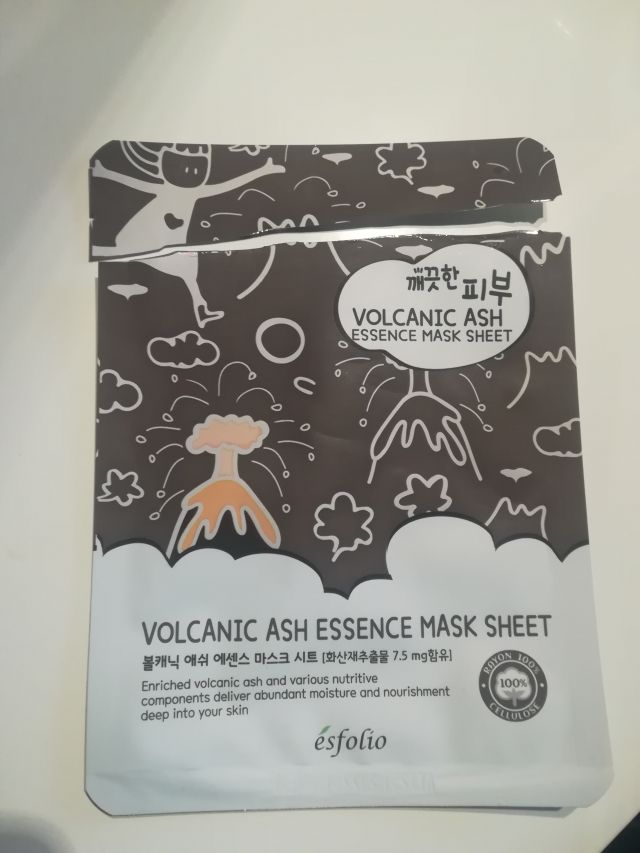 깨끗한 피부
VOLCANIC ASH
ESSENCE MASK SHEET
VOLCANIC ASH ESSENCE MASK SHEET
볼캐닉 애쉬 에센스 마스크 시트 [화산재추출물 7.5 mg함유]
Enriched volcanic ash and various nutritive
components deliver abundant moisture and nourishment
deep into your skin
RAYON 100%
100%
CELLULOSE
ésfolio